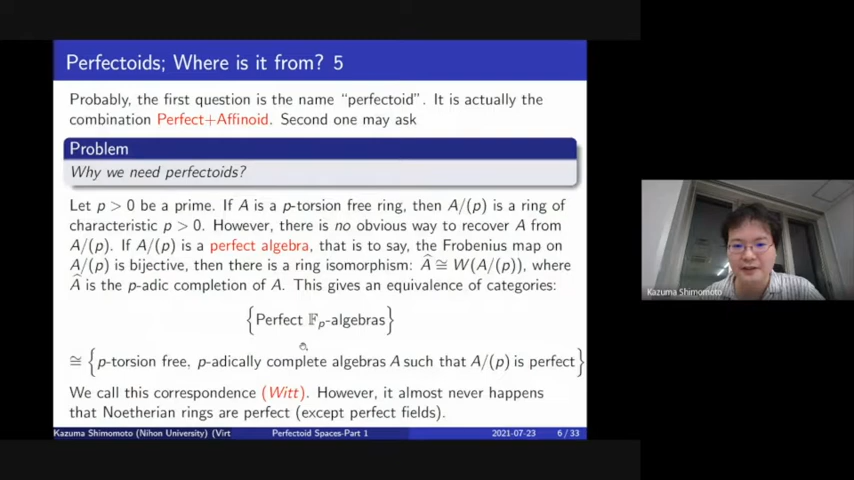 Perfectoids; Where is it from? 5
Probably, the first question is the name “perfectoid”. It is actually the
combination Perfect+Affinoid. Second one may ask
Problem
Why we need perfectoids?
Let p > 0 be a prime. If A is a p-torsion free ring, then A/(p) is a ring of
characteristic p > 0. However, there is no obvious way to recover A from
A/(p). If A/(p) is a perfect algebra, that is to say, the Frobenius map on
A/(p) is bijective, then there is a ring isomorphism: Â ≅ W(A/(p)), where
Â is the p-adic completion of A. This gives an equivalence of categories:
{Perfect 𝔽ₚ-algebras}
≅ {p-torsion free, p-adically complete algebras A such that A/(p) is perfect}
We call this correspondence (Witt). However, it almost never happens
that Noetherian rings are perfect (except perfect fields).
Kazuma Shimomoto (Nihon University) (Virt Perfectoid Spaces-Part 1 2021-07-23 6 / 33
Kazuma Shimomoto